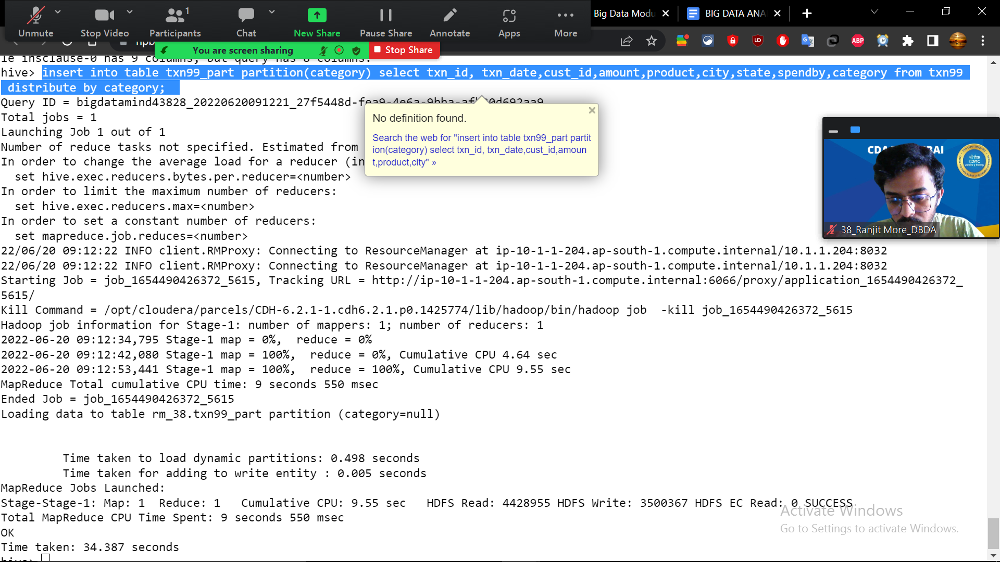 Unmute
Stop Video
Participants
1
Chat
New Share
Pause Share
Annotate
Apps
More
Big Data Modu
BIG DATA ANA
You are screen sharing
Stop Share
le insclause-0 has 9 columns, but query has 8 columns.
hive> insert into table txn99_part partition(category) select txn_id, txn_date,cust_id,amount,product,city,state,spendby,category from txn99
distribute by category;
Query ID = bigdatamind43828_20220620091221_27f5448d-fea9-4e6a-9bba-af
Total jobs = 1
Launching Job 1 out of 1
Number of reduce tasks not specified. Estimated from
In order to change the average load for a reducer (in
set hive.exec.reducers.bytes.per.reducer=<number>
In order to limit the maximum number of reducers:
set hive.exec.reducers.max=<number>
In order to set a constant number of reducers:
set mapreduce.job.reduces=<number>
No definition found.
Search the web for "insert into table txn99_part partit
ion(category) select txn_id, txn_date,cust_id,amoun
t,product,city" »
CDAC
38_Ranjit More_DBDA
22/06/20 09:12:22 INFO client.RMProxy: Connecting to ResourceManager at ip-10-1-1-204.ap-south-1.compute.internal/10.1.1.204:8032
22/06/20 09:12:22 INFO client.RMProxy: Connecting to ResourceManager at ip-10-1-1-204.ap-south-1.compute.internal/10.1.1.204:8032
Starting Job = job_1654490426372_5615, Tracking URL = http://ip-10-1-1-204.ap-south-1.compute.internal:6066/proxy/application_1654490426372_
5615/
Kill Command = /opt/cloudera/parcels/CDH-6.2.1-1.cdh6.2.1.p0.1425774/lib/hadoop/bin/hadoop job  -kill job_1654490426372_5615
Hadoop job information for Stage-1: number of mappers: 1; number of reducers: 1
2022-06-20 09:12:34,795 Stage-1 map = 0%,  reduce = 0%
2022-06-20 09:12:42,080 Stage-1 map = 100%,  reduce = 0%, Cumulative CPU 4.64 sec
2022-06-20 09:12:53,441 Stage-1 map = 100%,  reduce = 100%, Cumulative CPU 9.55 sec
MapReduce Total cumulative CPU time: 9 seconds 550 msec
Ended Job = job_1654490426372_5615
Loading data to table rm_38.txn99_part partition (category=null)
Time taken to load dynamic partitions: 0.498 seconds
Time taken for adding to write entity : 0.005 seconds
MapReduce Jobs Launched:
Stage-Stage-1: Map: 1  Reduce: 1   Cumulative CPU: 9.55 sec   HDFS Read: 4428955 HDFS Write: 3500367 HDFS EC Read: 0 SUCCESS
Total MapReduce CPU Time Spent: 9 seconds 550 msec
OK
Time taken: 34.387 seconds
hive>
Activate Windows
Go to Settings to activate Windows.